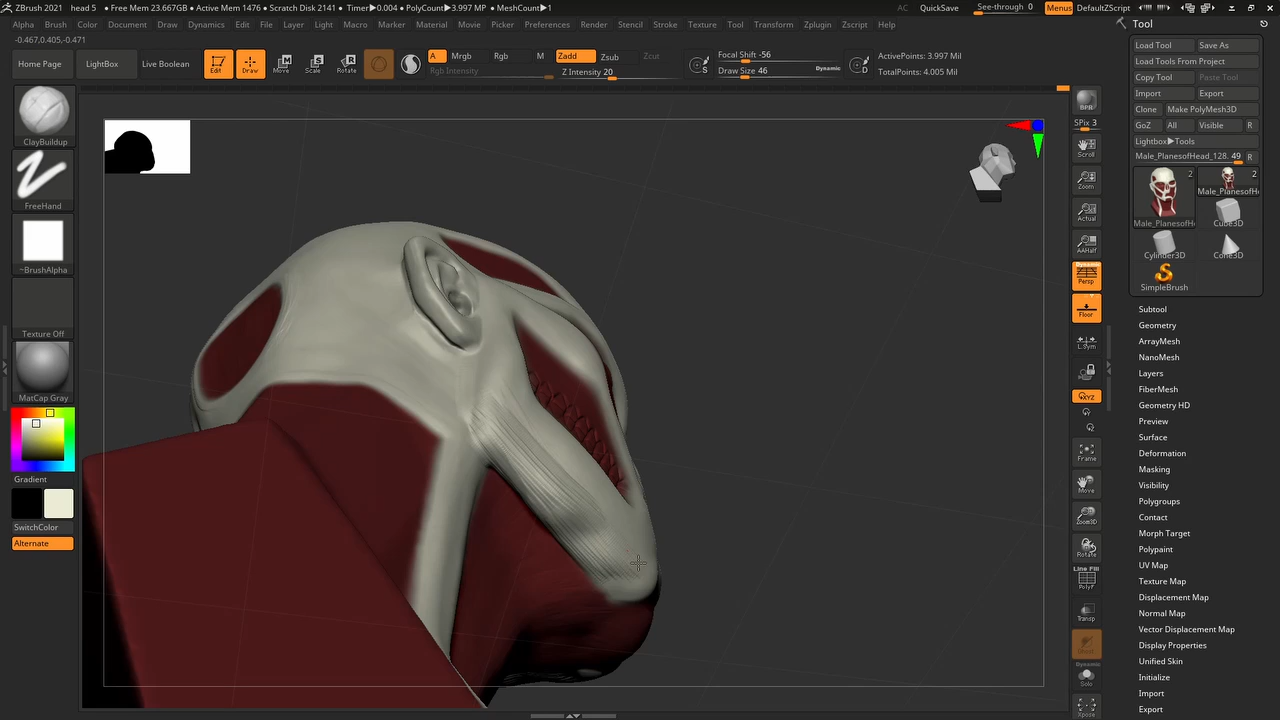 ZBrush 2021 head 5 • Free Mem 23.667GB • Active Mem 1476 • Scratch Disk 2141 • Timer▶0.004 • PolyCount▶3.997 MP • MeshCount▶1 AC QuickSave See-through 0 Menus DefaultZScript
Alpha Brush Color Document Draw Dynamics Edit File Layer Light Macro Marker Material Movie Picker Preferences Render Stencil Stroke Texture Tool Transform Zplugin Zscript Help
-0.467,0.405,-0.471
Home Page LightBox Live Boolean
Edit Draw Move Scale Rotate
A Mrgb Rgb M Zadd Zsub Zcut
Rgb Intensity Z Intensity 20
Focal Shift -56
Draw Size 46 Dynamic
S
D
ActivePoints: 3.997 Mil
TotalPoints: 4.005 Mil
ClayBuildup
FreeHand
~BrushAlpha
Texture Off
MatCap Gray
Gradient
SwitchColor
Alternate
BPR
SPix 3
Scroll
Zoom
Actual
AAHalf
Dynamic
Persp
Floor
L.Sym
XYZ
Frame
Move
Zoom3D
Rotate
Line Fill
PolyF
Transp
Dynamic
Solo
Xpose
Tool
Load Tool Save As
Load Tools From Project
Copy Tool Paste Tool
Import Export
Clone Make PolyMesh3D
GoZ All Visible R
Lightbox▶Tools
Male_PlanesofHead_128. 49 R
2 2
Male_PlanesofH Male_PlanesofHe
Cube3D
Cylinder3D Cone3D
SimpleBrush
Subtool
Geometry
ArrayMesh
NanoMesh
Layers
FiberMesh
Geometry HD
Preview
Surface
Deformation
Masking
Visibility
Polygroups
Contact
Morph Target
Polypaint
UV Map
Texture Map
Displacement Map
Normal Map
Vector Displacement Map
Display Properties
Unified Skin
Initialize
Import
Export